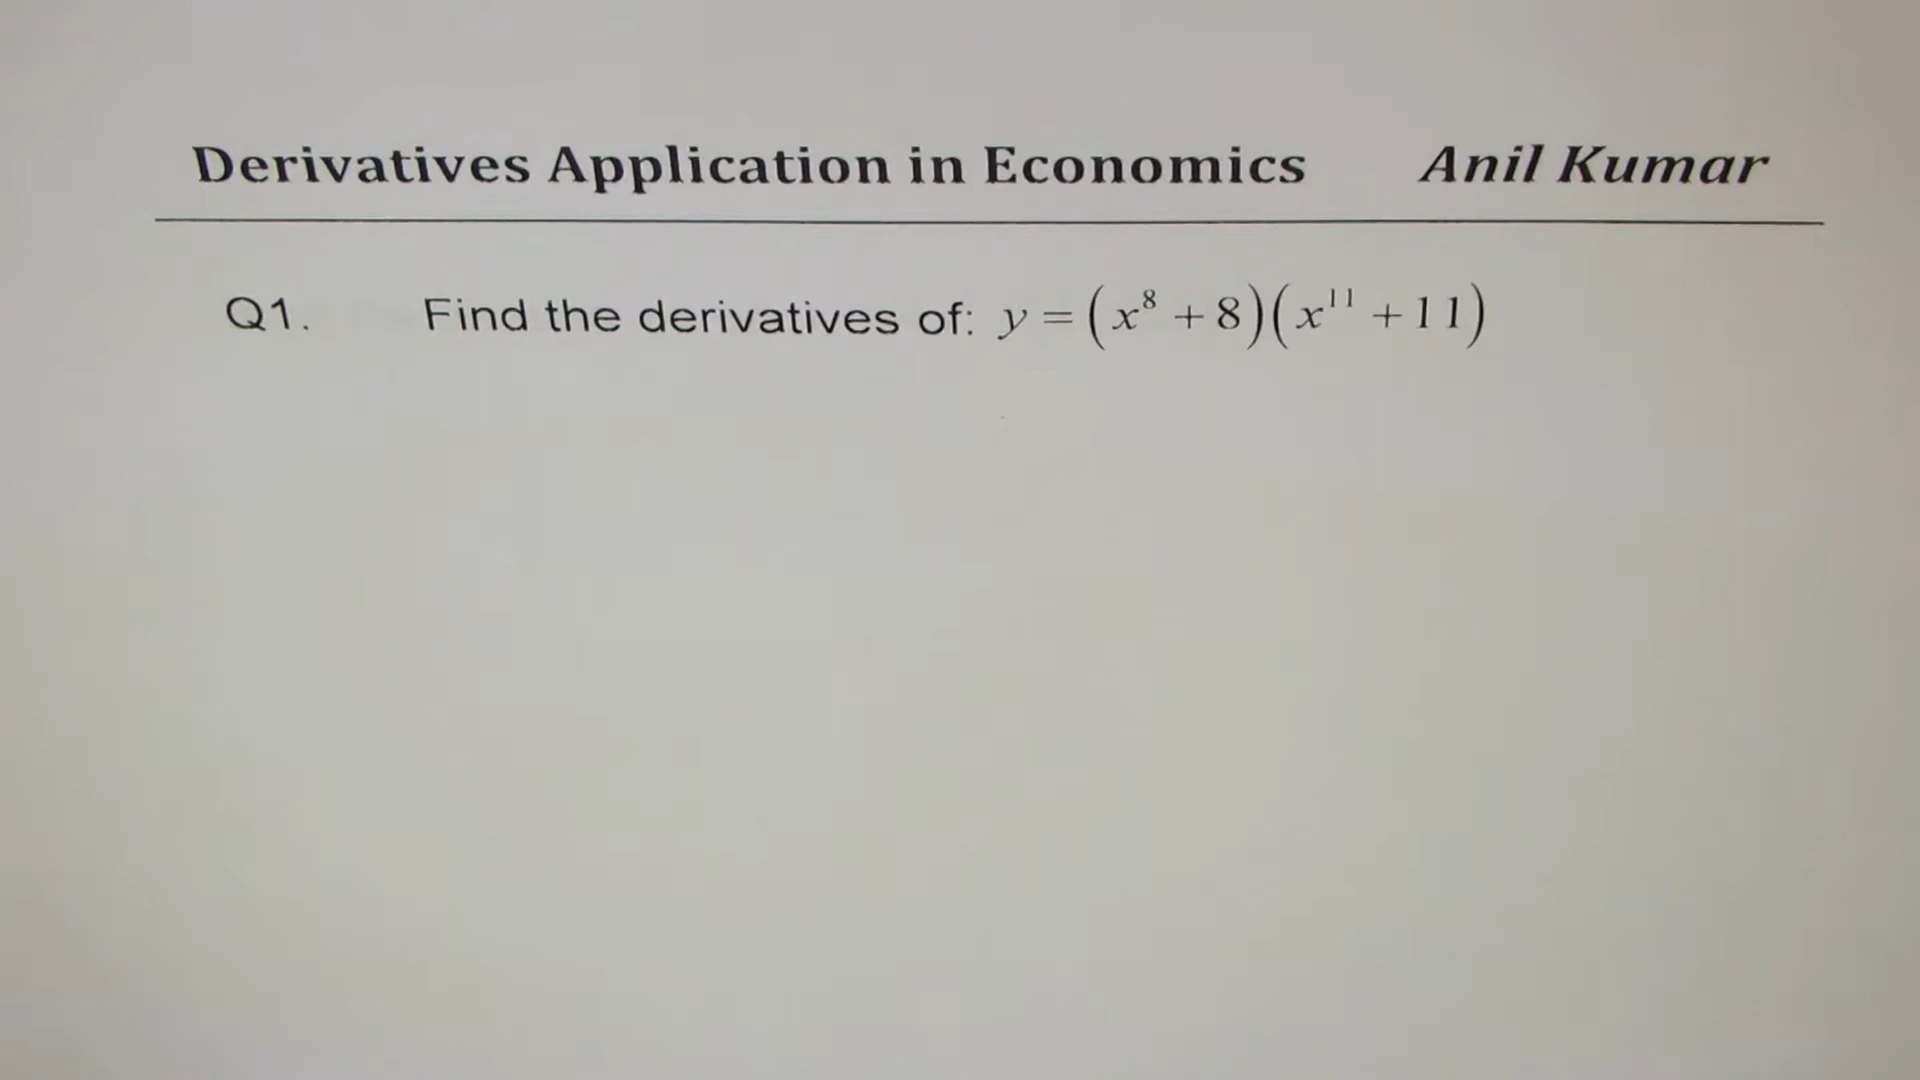 Derivatives Application in Economics Anil Kumar
Q1. Find the derivatives of: y = (x⁸ + 8)(x¹¹ + 11)